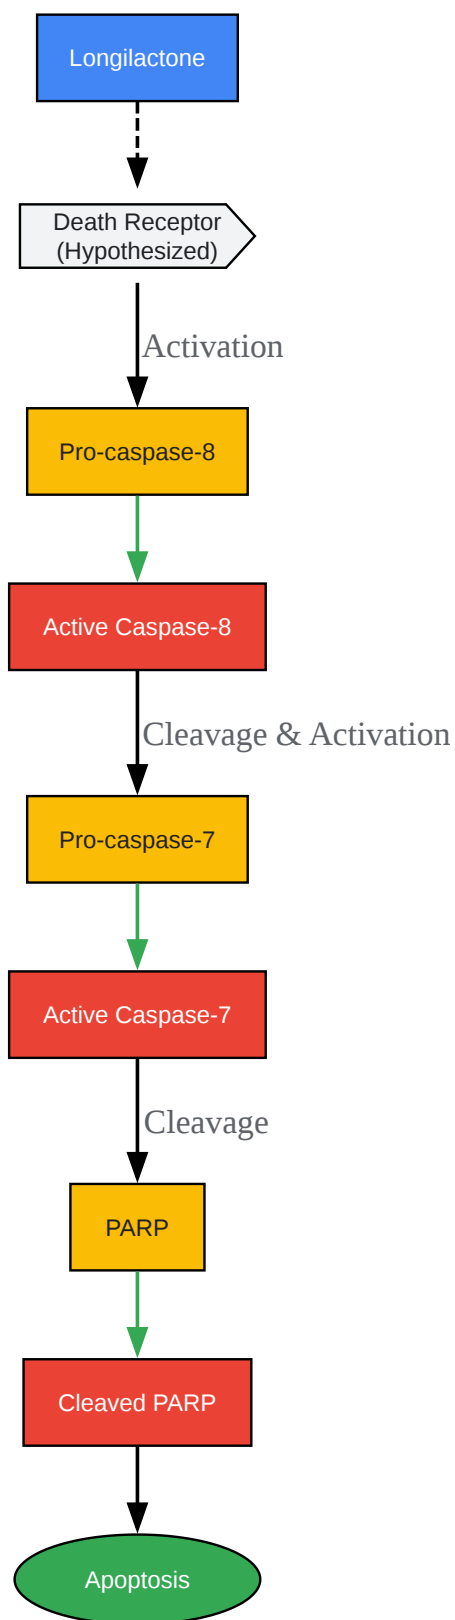 Longilactone
Death Receptor
(Hypothesized)
Activation
Pro-caspase-8
Active Caspase-8
Cleavage & Activation
Pro-caspase-7
Active Caspase-7
Cleavage
PARP
Cleaved PARP
Apoptosis